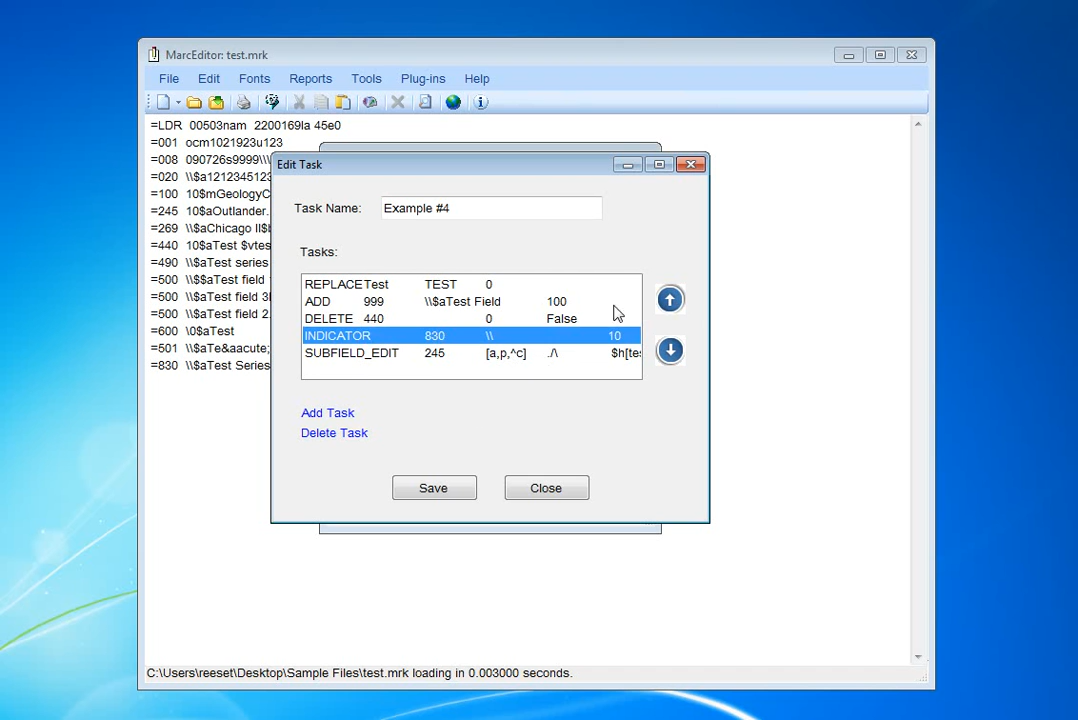 MarcEditor: test.mrk
File Edit Fonts Reports Tools Plug-ins Help
=LDR 00503nam 2200169Ia 45e0
=001 ocm1021923u123
=008 090726s9999\\\
=020 \\$a1212345123
=100 10$mGeologyC
=245 10$aOutlander.
=269 \\$aChicago Il$b
=440 10$aTest $vtes
=490 \\$aTest series
=500 \\$$aTest field
=500 \\$aTest field 3
=500 \\$aTest field 2.
=600 \0$aTest
=501 \\$aTe&aacute;
=830 \\$aTest Series
Edit Task
Task Name: Example #4
Tasks:
REPLACE Test TEST 0
ADD 999 \\$aTest Field 100
DELETE 440 0 False
INDICATOR 830 \\ 10
SUBFIELD_EDIT 245 [a,p,^c] ./\ $h[tes
Add Task
Delete Task
Save Close
C:\Users\reeset\Desktop\Sample Files\test.mrk loading in 0.003000 seconds.